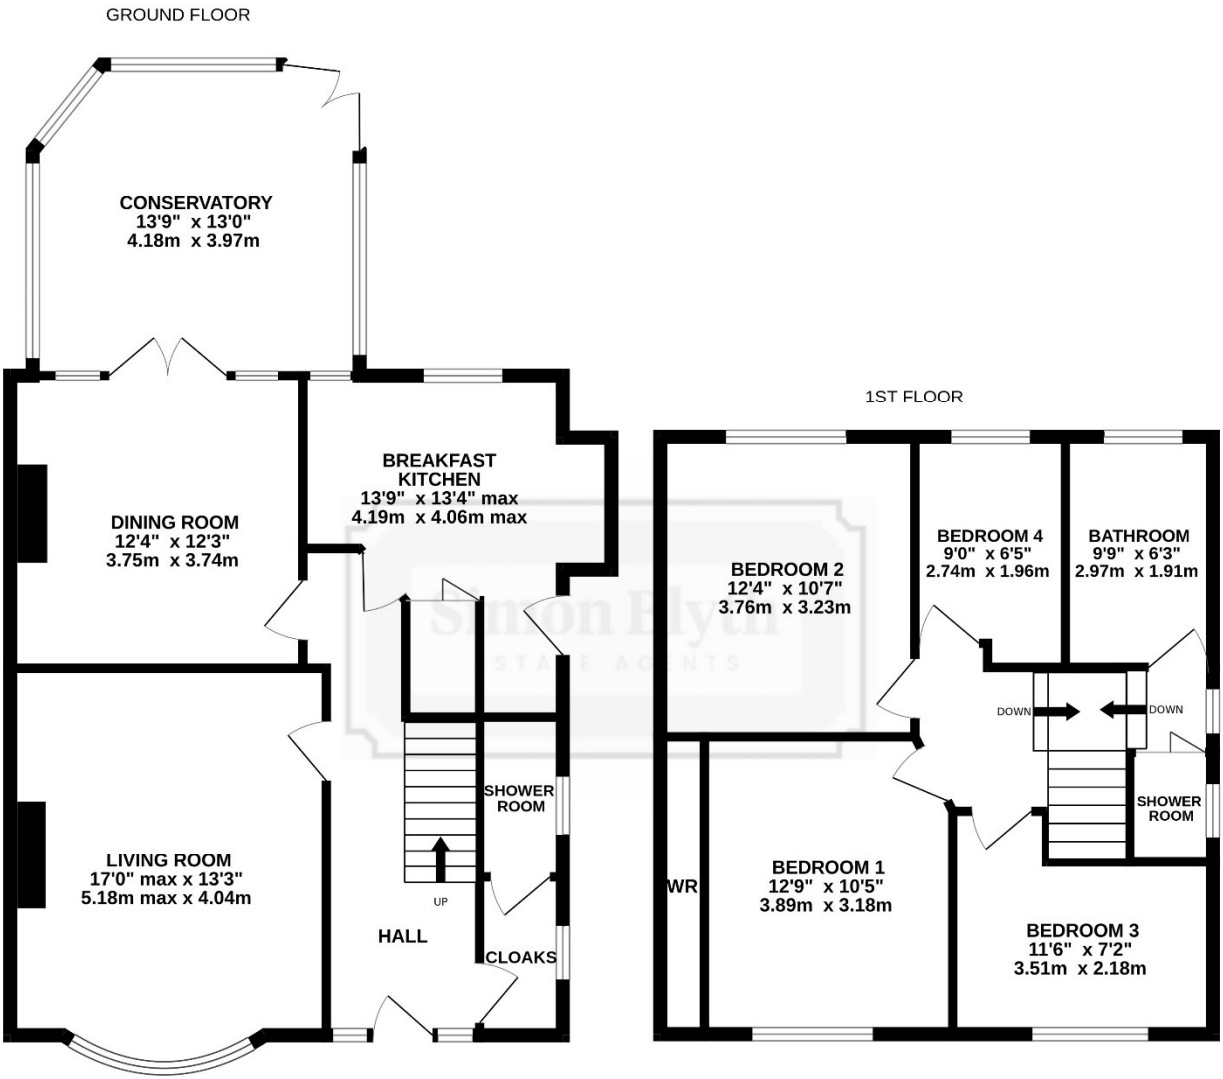 GROUND FLOOR
CONSERVATORY
13'9" x 13'0"
4.18m x 3.97m
BREAKFAST
KITCHEN
13'9" x 13'4" max
4.19m x 4.06m max
DINING ROOM
12'4" x 12'3"
3.75m x 3.74m
LIVING ROOM
17'0" max x 13'3"
5.18m max x 4.04m
SHOWER
ROOM
UP
HALL
CLOAKS
1ST FLOOR
BEDROOM 2
12'4" x 10'7"
3.76m x 3.23m
BEDROOM 4
9'0" x 6'5"
2.74m x 1.96m
BATHROOM
9'9" x 6'3"
2.97m x 1.91m
DOWN
DOWN
SHOWER
ROOM
WR
BEDROOM 1
12'9" x 10'5"
3.89m x 3.18m
BEDROOM 3
11'6" x 7'2"
3.51m x 2.18m
Simon Blyth
ESTATE AGENTS